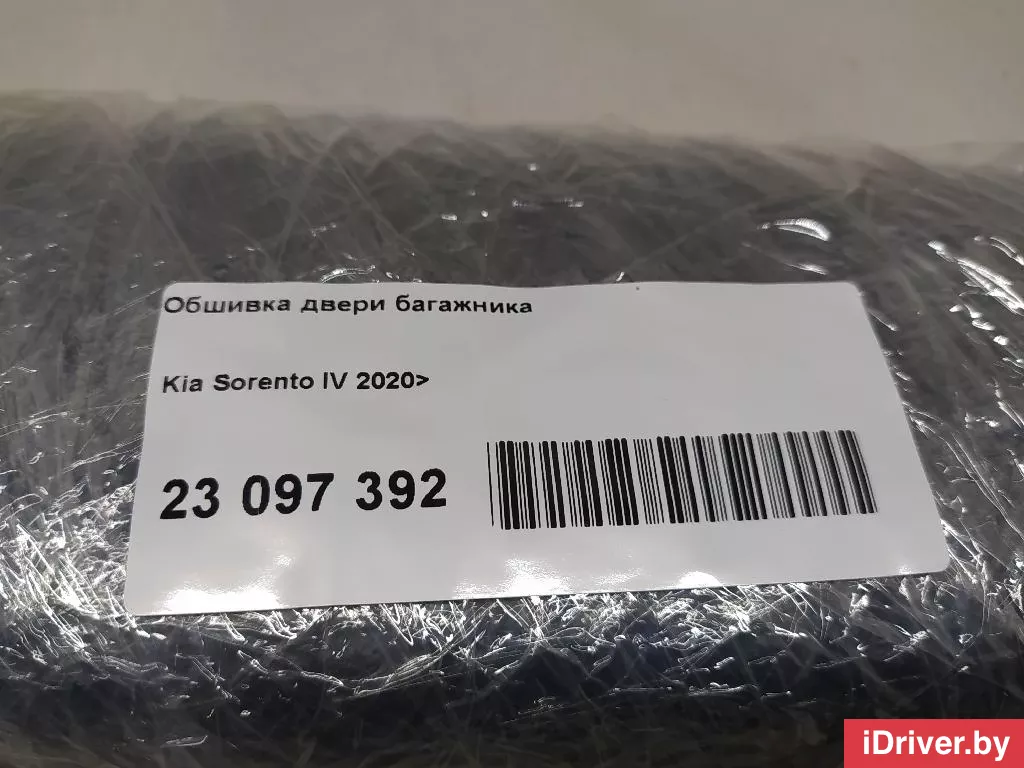 Обшивка двери багажника
Kia Sorento IV 2020>
23 097 392
iDriver.by